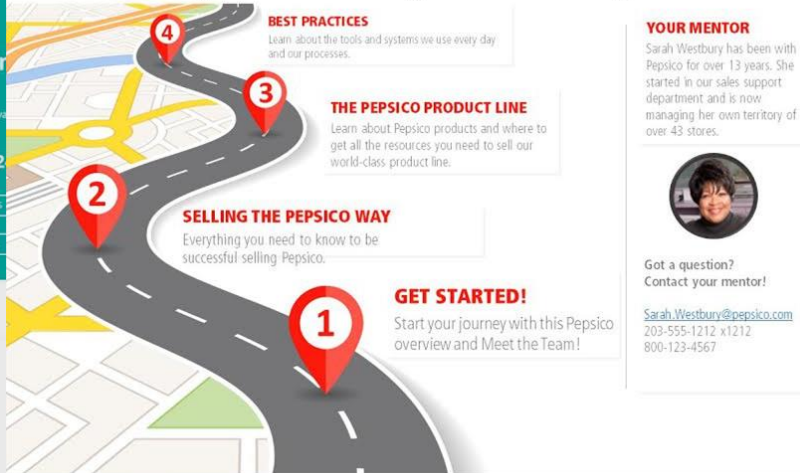 4
BEST PRACTICES
Learn about the tools and systems we use every day
and our processes.
3
THE PEPSICO PRODUCT LINE
Learn about Pepsico products and where to
get all the resources you need to sell our
world-class product line.
2
SELLING THE PEPSICO WAY
Everything you need to know to be
successful selling Pepsico.
1
GET STARTED!
Start your journey with this Pepsico
overview and Meet the Team!
YOUR MENTOR
Sarah Westbury has been with
Pepsico for over 13 years. She
started in our sales support
department and is now
managing her own territory of
over 43 stores.
Got a question?
Contact your mentor!
Sarah.Westbury@pepsico.com
203-555-1212 x1212
800-123-4567